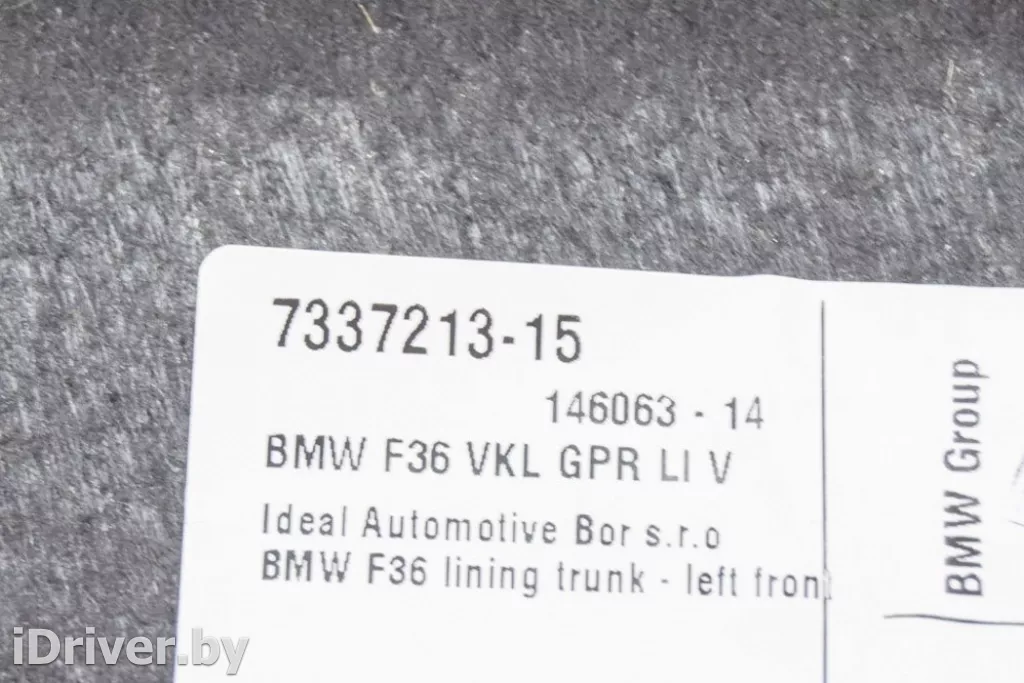 7337213-15
146063 - 14
BMW F36 VKL GPR LI V
Ideal Automotive Bor s.r.o
BMW F36 lining trunk - left front
BMW Group
iDriver.by